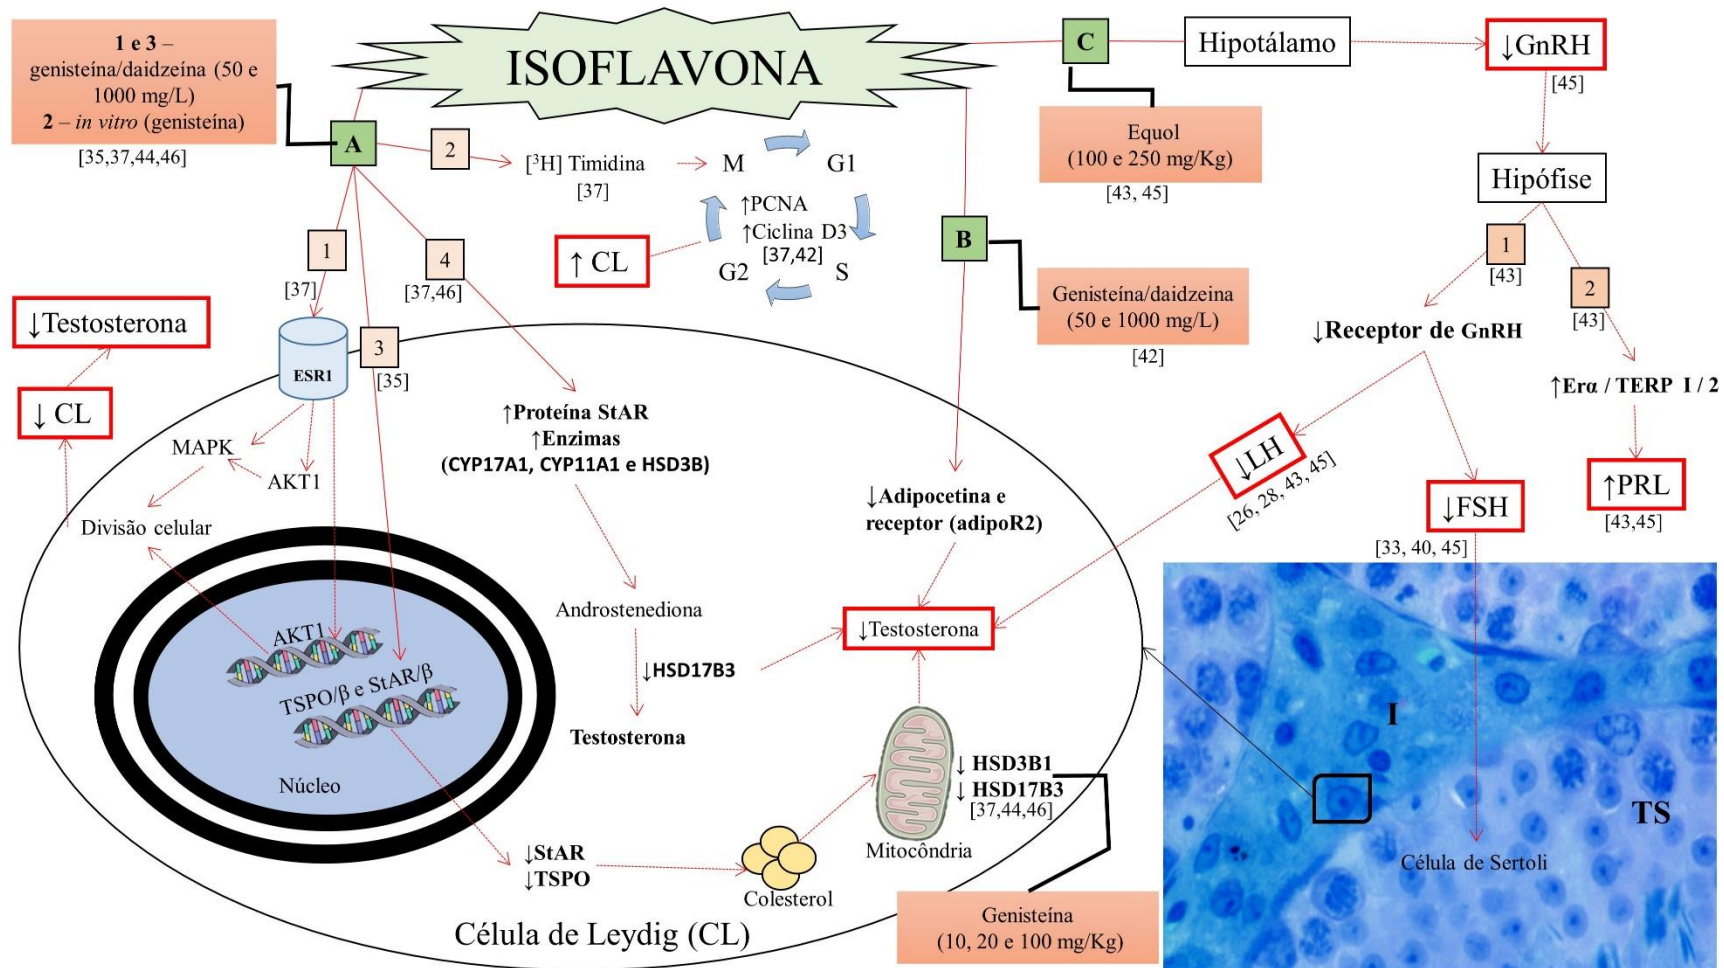 ISOFLAVONA
1 e 3 –
genisteína/daidzeína (50 e
1000 mg/L)
2 – in vitro (genisteína)
[35,37,44,46]
A
2
[³H] Timidina
[37]
M
G1
↑PCNA
↑Ciclina D3
[37,42]
G2
S
↑ CL
1
[37]
4
[37,46]
3
[35]
ESR1
↓Testosterona
↓ CL
MAPK
AKT1
Divisão celular
AKT1
TSPO/β e StAR/β
Núcleo
↑Proteína StAR
↑Enzimas
(CYP17A1, CYP11A1 e HSD3B)
Androstenediona
↓HSD17B3
Testosterona
↓StAR
↓TSPO
Colesterol
Mitocôndria
↓ HSD3B1
↓ HSD17B3
[37,44,46]
Genisteína
(10, 20 e 100 mg/Kg)
Célula de Leydig (CL)
B
Genisteína/daidzeina
(50 e 1000 mg/L)
[42]
↓Adipocetina e
receptor (adipoR2)
↓Testosterona
C
Equol
(100 e 250 mg/Kg)
[43, 45]
Hipotálamo
↓GnRH
[45]
Hipófise
1
[43]
2
[43]
↓Receptor de GnRH
↑Erα / TERP I / 2
↓LH
[26, 28, 43, 45]
↓FSH
[33, 40, 45]
↑PRL
[43,45]
I
TS
Célula de Sertoli